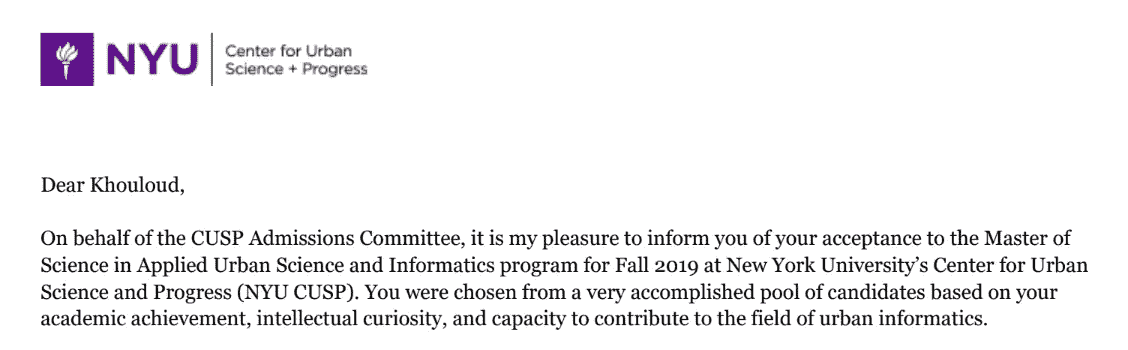 NYU
Center for Urban
Science + Progress
Dear Khouloud,
On behalf of the CUSP Admissions Committee, it is my pleasure to inform you of your acceptance to the Master of
Science in Applied Urban Science and Informatics program for Fall 2019 at New York University’s Center for Urban
Science and Progress (NYU CUSP). You were chosen from a very accomplished pool of candidates based on your
academic achievement, intellectual curiosity, and capacity to contribute to the field of urban informatics.